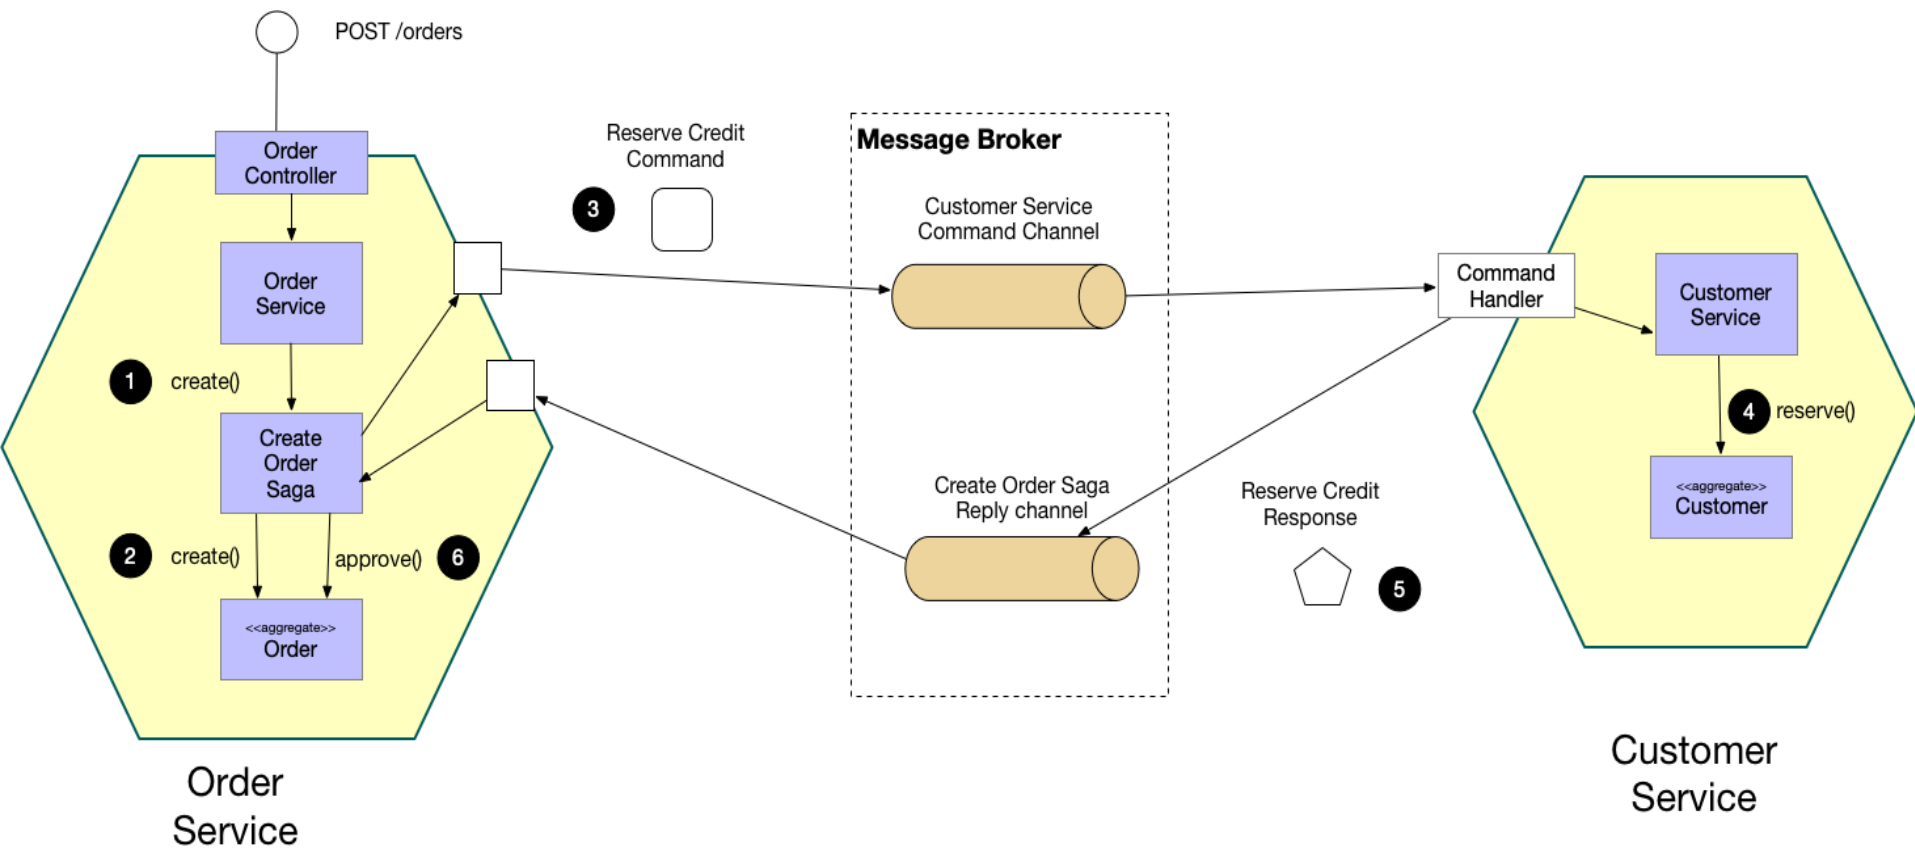 POST /orders
Order
Controller
Order
Service
1
create()
Create
Order
Saga
2
create()
approve()
6
<<aggregate>>
Order
Order
Service
Reserve Credit
Command
3
Message Broker
Customer Service
Command Channel
Create Order Saga
Reply channel
Reserve Credit
Response
5
Command
Handler
Customer
Service
4
reserve()
<<aggregate>>
Customer
Customer
Service